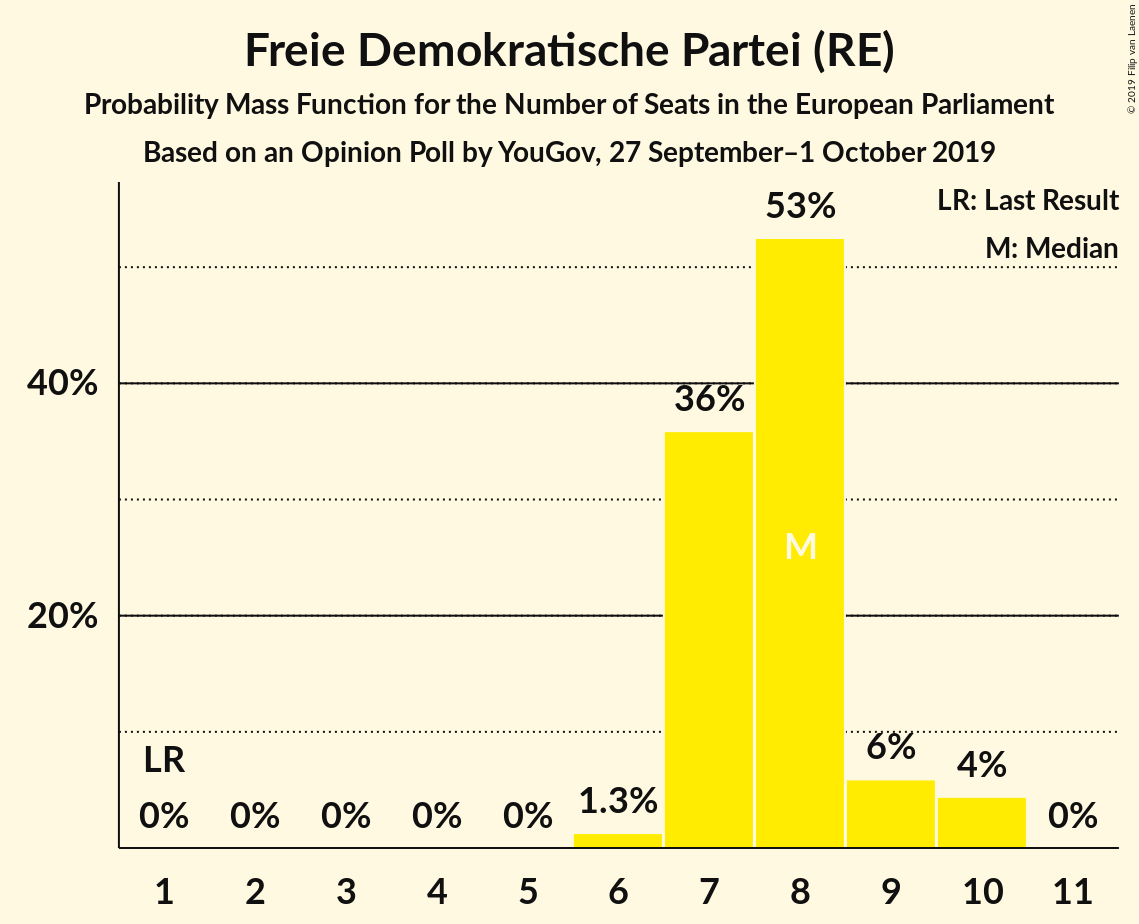 Freie Demokratische Partei (RE)
Probability Mass Function for the Number of Seats in the European Parliament
Based on an Opinion Poll by YouGov, 27 September–1 October 2019
© 2019 Filip van Laenen
LR: Last Result
M: Median
53%
40%
36%
M
20%
LR
6%
4%
1.3%
0% 0% 0% 0% 0% 0%
1 2 3 4 5 6 7 8 9 10 11